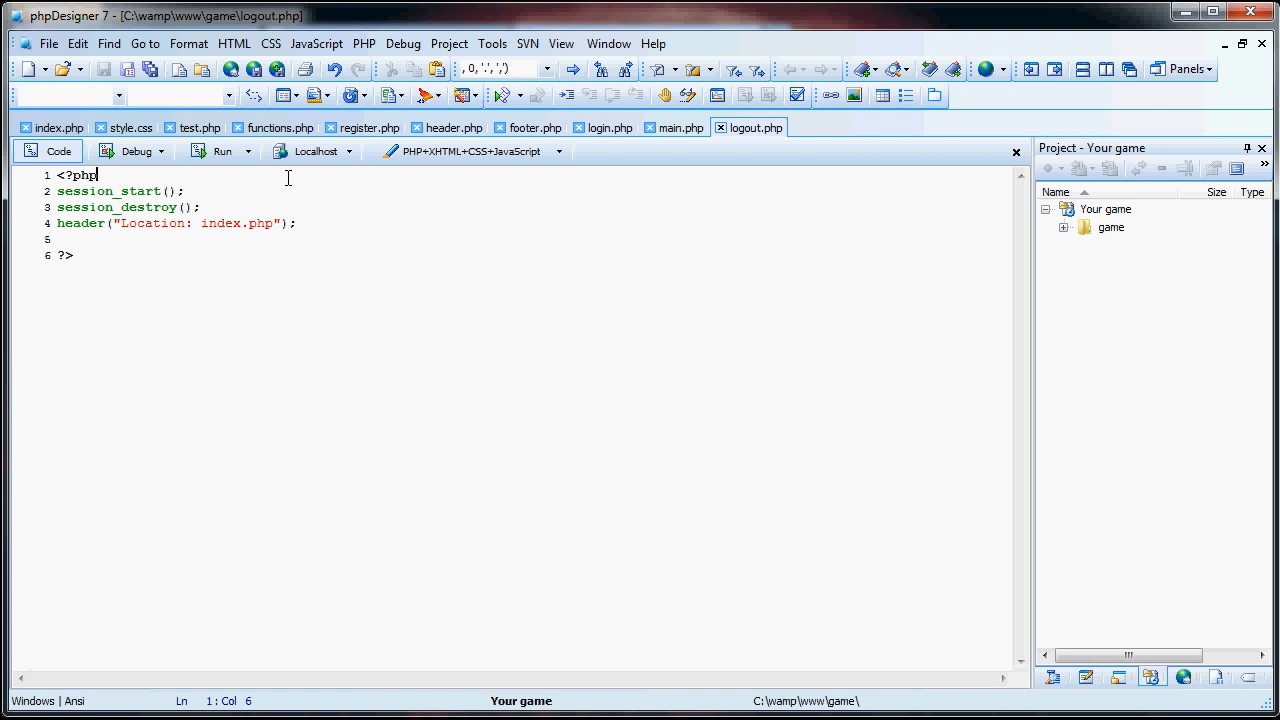 phpDesigner 7 - [C:\wamp\www\game\logout.php]
File Edit Find Go to Format HTML CSS JavaScript PHP Debug Project Tools SVN View Window Help
, 0, '.', ',')
Panels
index.php style.css test.php functions.php register.php header.php footer.php login.php main.php logout.php
Code Debug Run Localhost PHP+XHTML+CSS+JavaScript
Project - Your game
Name Size Type
Your game
game
1 <?php
2 session_start();
3 session_destroy();
4 header("Location: index.php");
5
6 ?>
Windows | Ansi Ln 1 : Col 6 Your game C:\wamp\www\game\